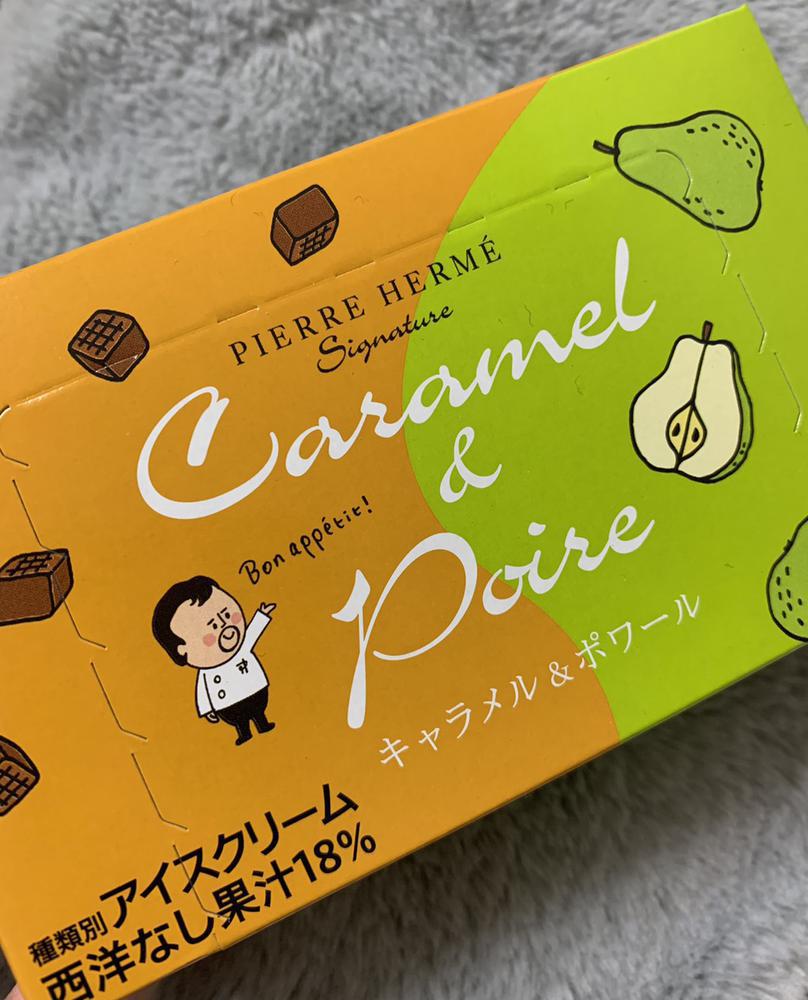 PIERRE HERMÉ
Signature
Caramel
&
Poire
キャラメル & ポワール
Bon appétit!
種類別 アイスクリーム
西洋なし果汁18%